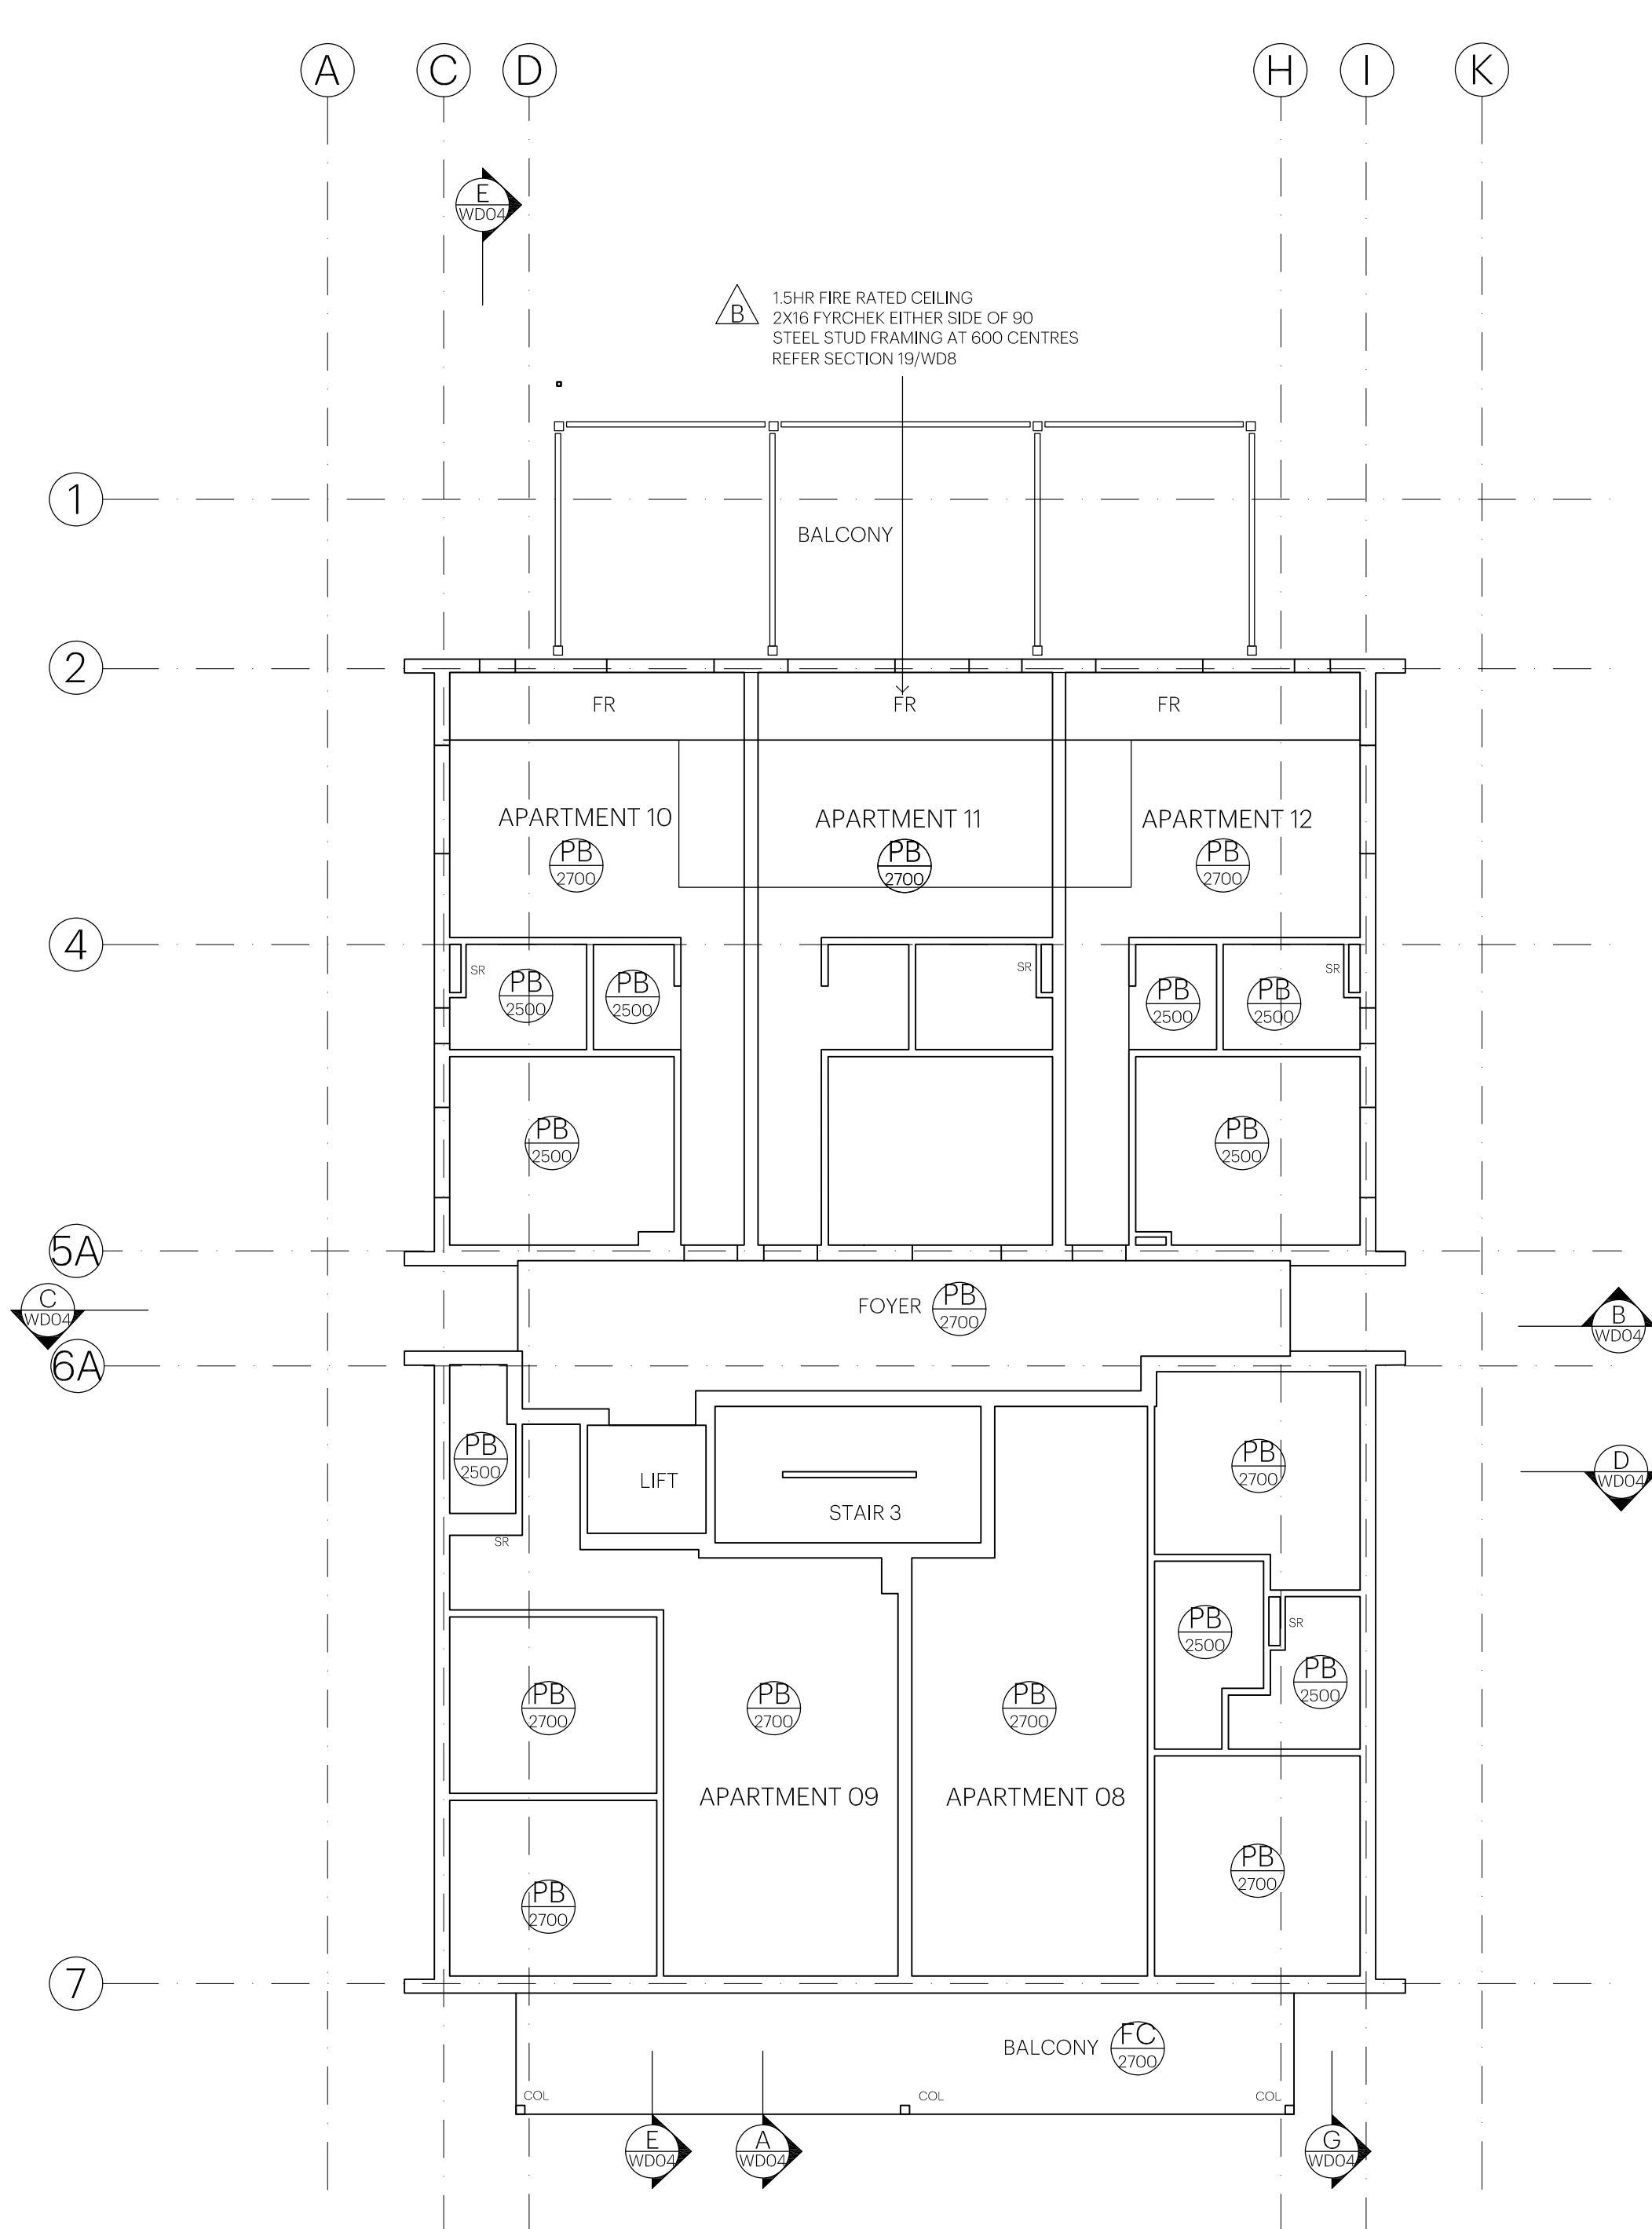 A
C
D
H
I
K
E
WD04
B
1.5HR FIRE RATED CEILING
2X16 FYRCHEK EITHER SIDE OF 90
STEEL STUD FRAMING AT 600 CENTRES
REFER SECTION 19/WD8
1
BALCONY
2
FR
FR
FR
APARTMENT 10
PB
2700
APARTMENT 11
PB
2700
APARTMENT 12
PB
2700
4
SR
PB
2500
PB
2500
SR
PB
2500
PB
2500
SR
PB
2500
PB
2500
5A
C
WD04
FOYER
PB
2700
B
WD04
6A
PB
2500
LIFT
STAIR 3
PB
2700
D
WD04
SR
PB
2500
SR
PB
2500
PB
2700
PB
2700
PB
2700
APARTMENT 09
APARTMENT 08
PB
2700
PB
2700
7
BALCONY
FC
2700
COL
COL
COL
E
WD04
A
WD04
G
WD04